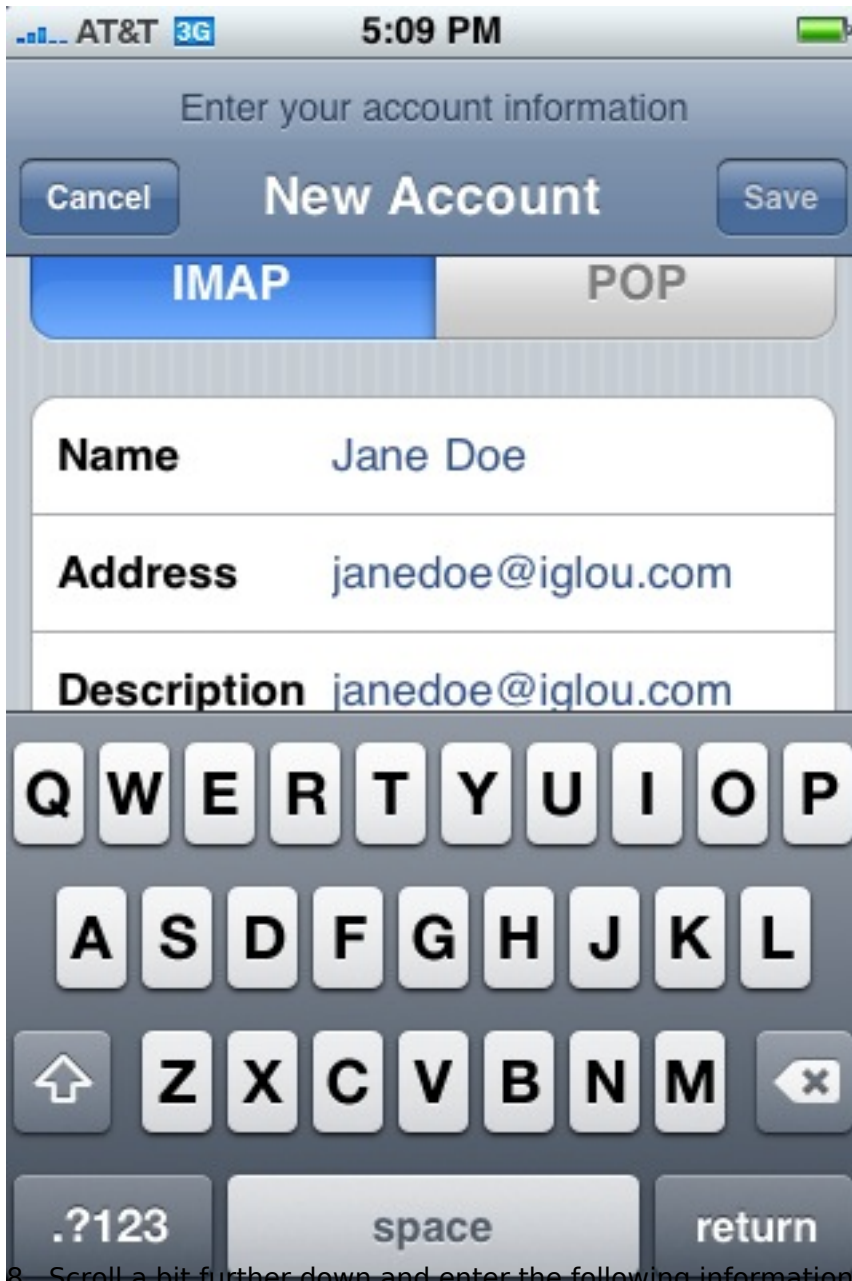 AT&T 3G 5:09 PM
Enter your account information
Cancel New Account Save
IMAP POP
Name Jane Doe
Address janedoe@iglou.com
Description janedoe@iglou.com
Q W E R T Y U I O P
A S D F G H J K L
Z X C V B N M
.?123 space return
8. Scroll a bit further down and enter the following information